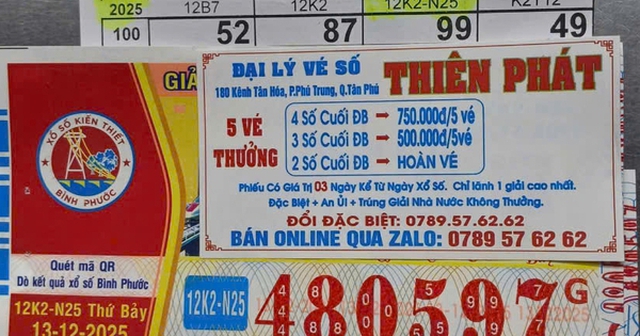 2025 12B7 12K2 12K2-N25 K2T12
100 52 87 99 49
GIẢ
XỔ SỐ KIẾN THIẾT
BÌNH PHƯỚC
Quét mã QR
Dò kết quả xổ số Bình Phước
12K2-N25 Thứ Bảy
13-12-2025
ĐẠI LÝ VÉ SỐ THIÊN PHÁT
180 Kênh Tân Hóa, P.Phú Trung, Q.Tân Phú
5 VÉ THƯỞNG
4 Số Cuối ĐB → 750.000đ/5 vé
3 Số Cuối ĐB → 500.000đ/5vé
2 Số Cuối ĐB → HOÀN VÉ
Phiếu Có Giá Trị 03 Ngày Kể Từ Ngày Xổ Số. Chỉ lãnh 1 giải cao nhất.
Đặc Biệt + An Ủi + Trúng Giải Nhà Nước Không Thưởng.
ĐỔI ĐẶC BIỆT: 0789.57.62.62
BÁN ONLINE QUA ZALO: 0789 57 62 62
12K2-N25 480597 G